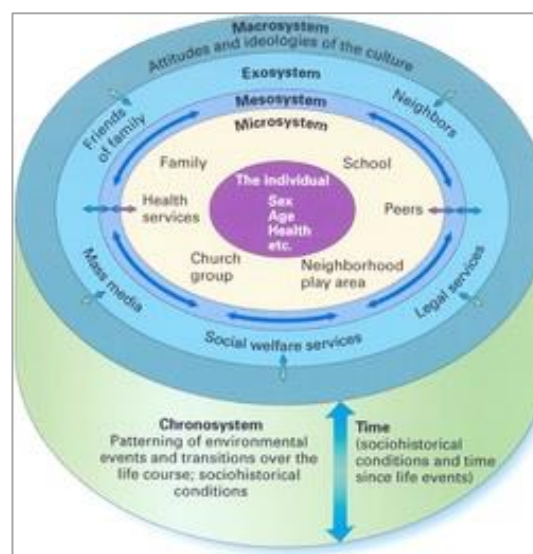 Macrosystem
Attitudes and ideologies of the culture
Exosystem
Mesosystem
Microsystem
Friends
of family
Neighbors
Family
School
The individual
Sex
Age
Health
etc.
Health
services
Peers
Church
group
Neighborhood
play area
Mass media
Legal services
Social welfare services
Chronosystem
Patterning of environmental
events and transitions over the
life course; sociohistorical
conditions
Time
(sociohistorical
conditions and time
since life events)